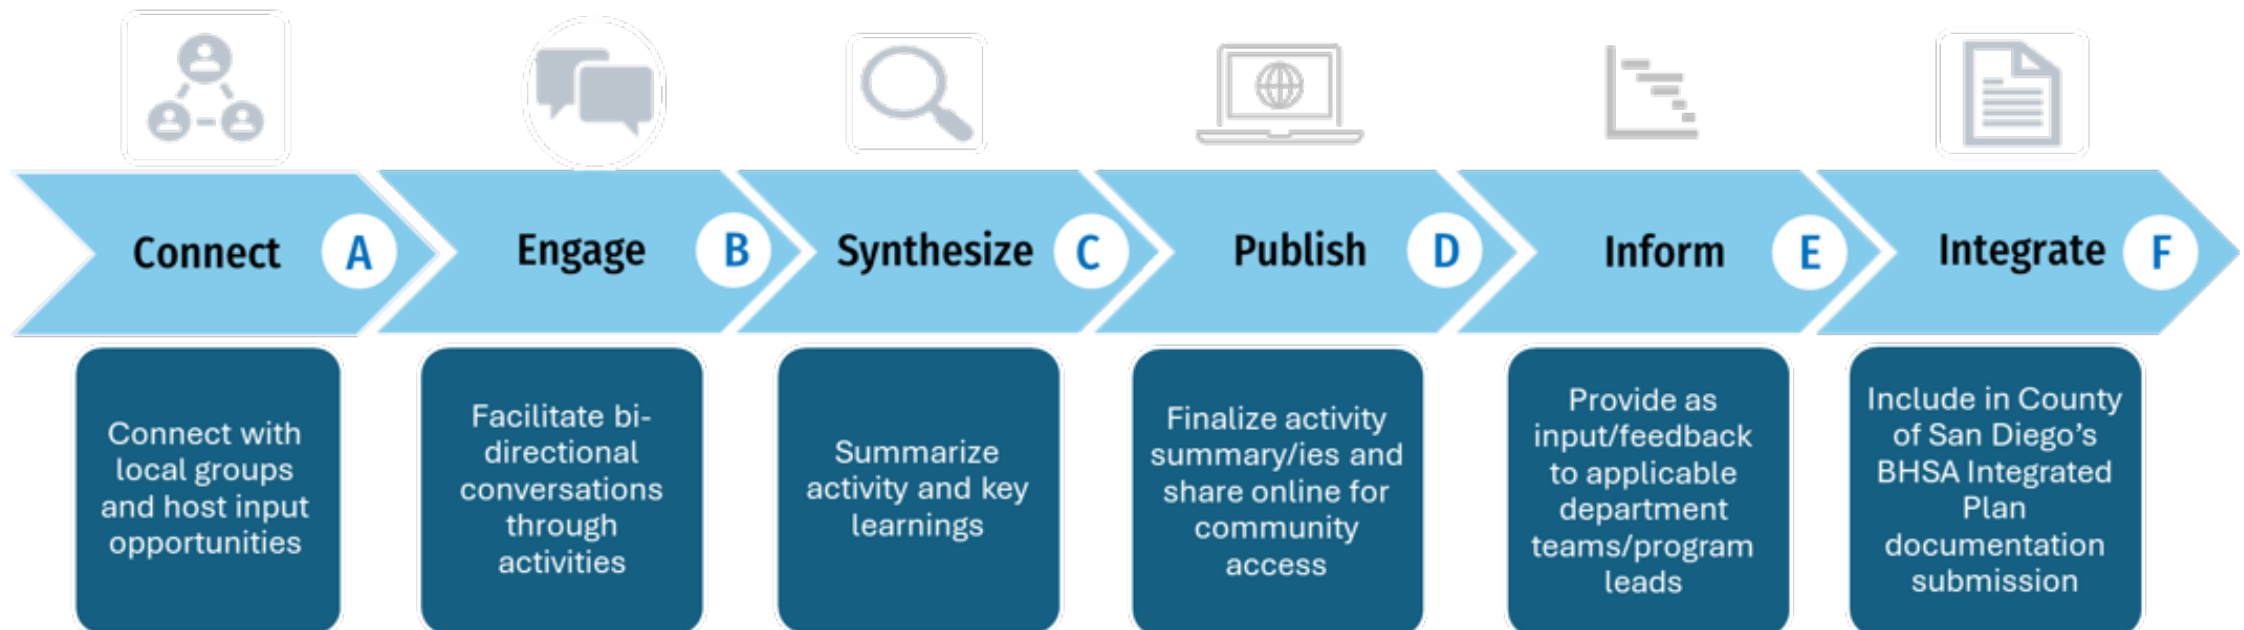 Connect A
Engage B
Synthesize C
Publish D
Inform E
Integrate F
Connect with
local groups
and host input
opportunities
Facilitate bi-
directional
conversations
through
activities
Summarize
activity and key
learnings
Finalize activity
summary/ies and
share online for
community
access
Provide as
input/feedback
to applicable
department
teams/program
leads
Include in County
of San Diego’s
BHSA Integrated
Plan
documentation
submission